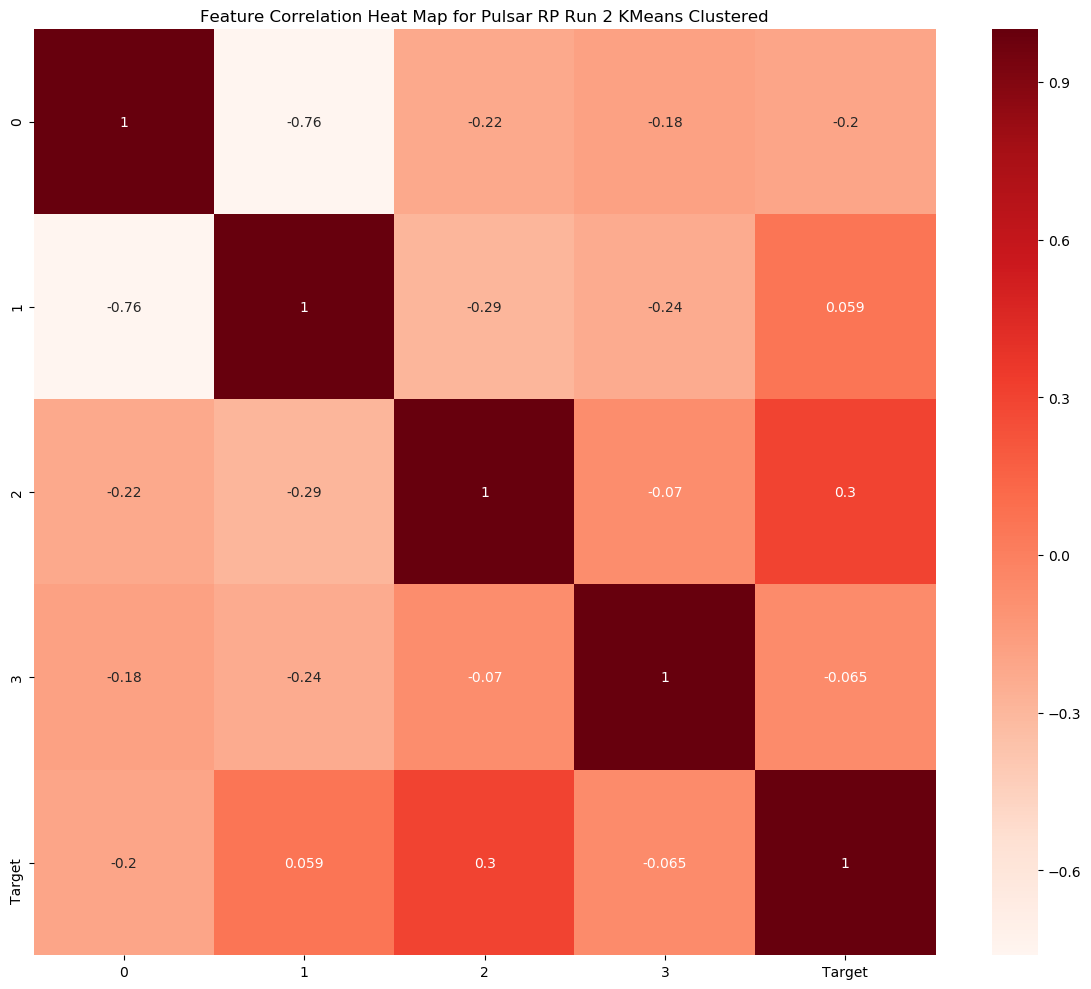 Feature Correlation Heat Map for Pulsar RP Run 2 KMeans Clustered
0 1 -0.76 -0.22 -0.18 -0.2
1 -0.76 1 -0.29 -0.24 0.059
2 -0.22 -0.29 1 -0.07 0.3
3 -0.18 -0.24 -0.07 1 -0.065
Target -0.2 0.059 0.3 -0.065 1
0 1 2 3 Target
0.9
0.6
0.3
0.0
−0.3
−0.6